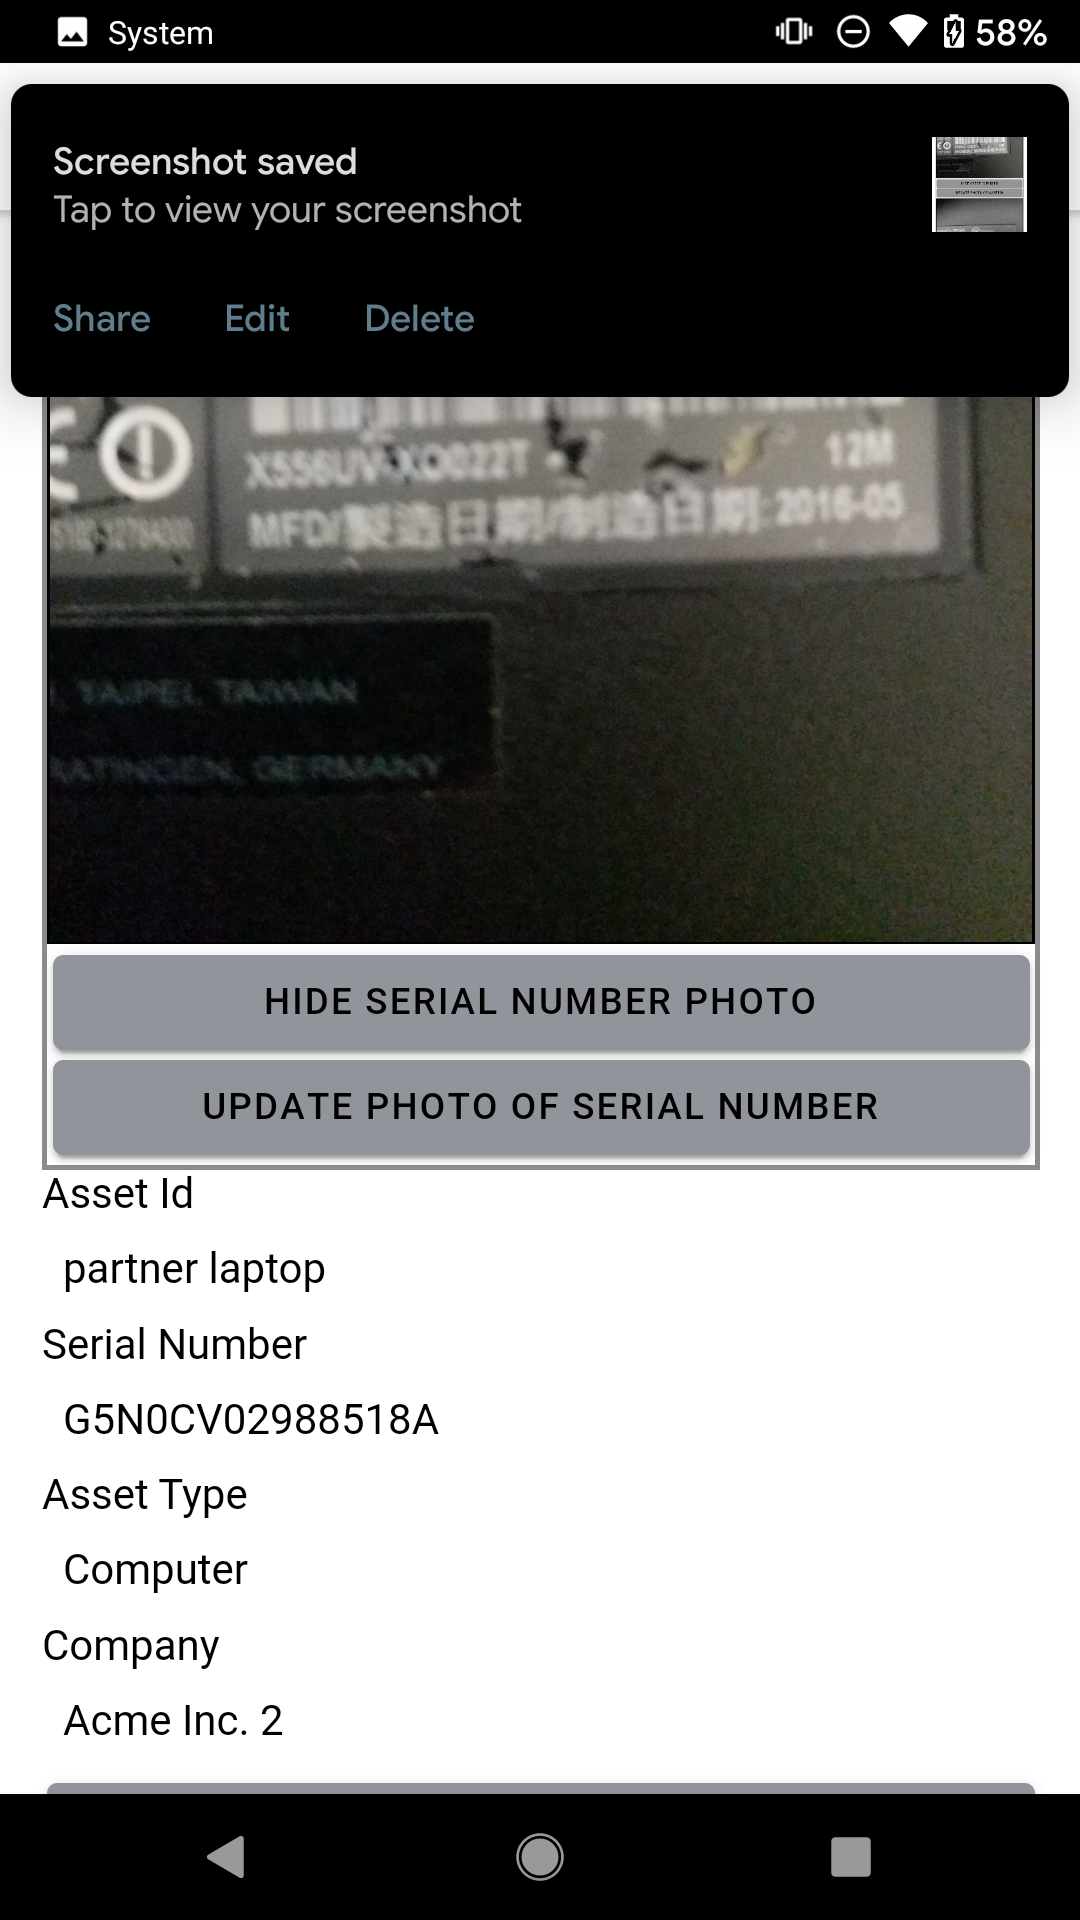 System
58%
Screenshot saved
Tap to view your screenshot
Share Edit Delete
X556UV-XO022T 12M
MFD/製造日期/制造日期:2016-05
TAIPEI, TAIWAN
RATINGEN, GERMANY
HIDE SERIAL NUMBER PHOTO
UPDATE PHOTO OF SERIAL NUMBER
Asset Id
partner laptop
Serial Number
G5N0CV02988518A
Asset Type
Computer
Company
Acme Inc. 2